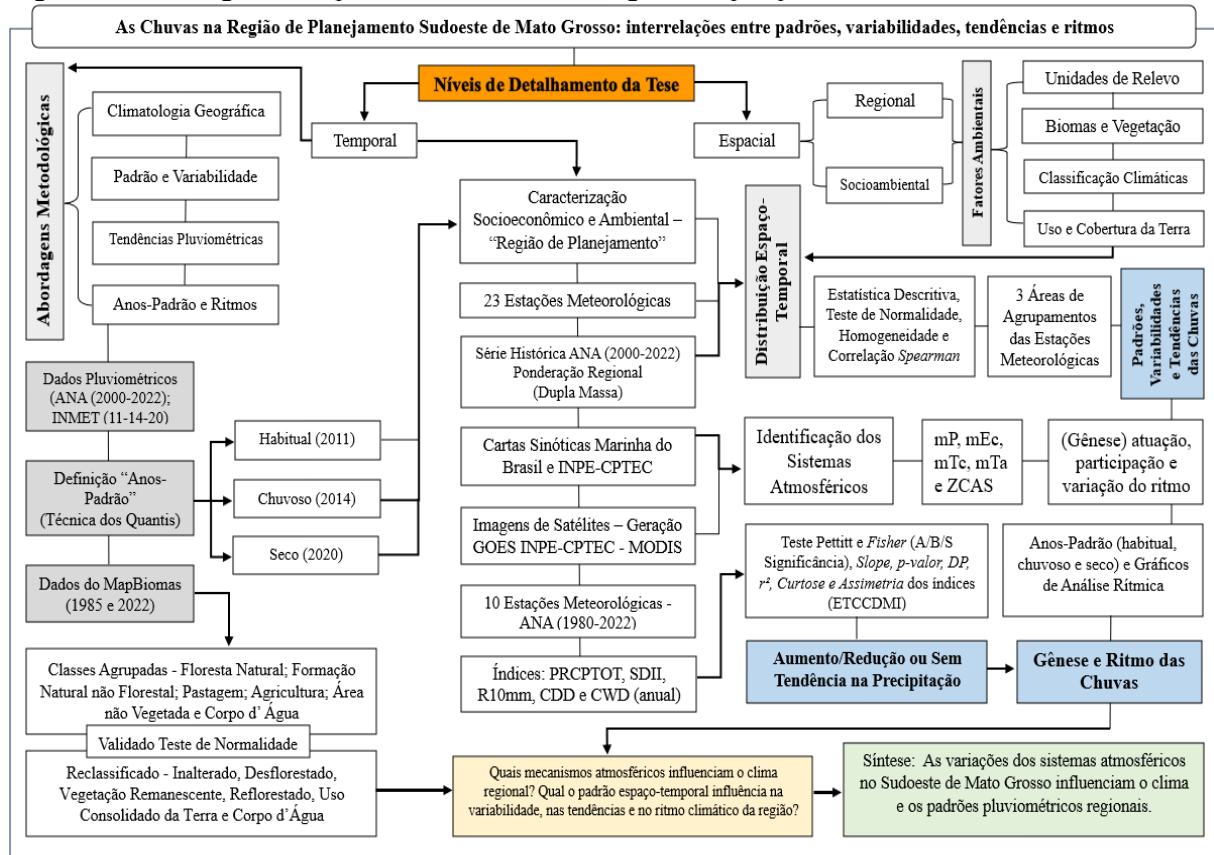 As Chuvas na Região de Planejamento Sudoeste de Mato Grosso: interrelações entre padrões, variabilidades, tendências e ritmos
Níveis de Detalhamento da Tese
Abordagens Metodológicas
Climatologia Geográfica
Padrão e Variabilidade
Tendências Pluviométricas
Anos-Padrão e Ritmos
Temporal
Espacial
Regional
Socioambiental
Fatores Ambientais
Unidades de Relevo
Biomas e Vegetação
Classificação Climáticas
Uso e Cobertura da Terra
Caracterização
Socioeconômico e Ambiental –
“Região de Planejamento”
23 Estações Meteorológicas
Série Histórica ANA (2000-2022)
Ponderação Regional
(Dupla Massa)
Distribuição Espaço-
Temporal
Estatística Descritiva,
Teste de Normalidade,
Homogeneidade e
Correlação Spearman
3 Áreas de
Agrupamentos
das Estações
Meteorológicas
Padrões,
Variabilidades
e Tendências
das Chuvas
Dados Pluviométricos
(ANA (2000-2022);
INMET (11-14-20)
Definição “Anos-
Padrão”
(Técnica dos Quantis)
Dados do MapBiomas
(1985 e 2022)
Habitual (2011)
Chuvoso (2014)
Seco (2020)
Cartas Sinóticas Marinha do
Brasil e INPE-CPTEC
Imagens de Satélites – Geração
GOES INPE-CPTEC - MODIS
10 Estações Meteorológicas -
ANA (1980-2022)
Índices: PRCPTOT, SDII,
R10mm, CDD e CWD (anual)
Identificação dos
Sistemas
Atmosféricos
mP, mEc,
mTc, mTa
e ZCAS
(Gênese) atuação,
participação e
variação do ritmo
Teste Pettitt e Fisher (A/B/S
Significância), Slope, p-valor, DP,
r², Curtose e Assimetria dos índices
(ETCCDMI)
Anos-Padrão (habitual,
chuvoso e seco) e Gráficos
de Análise Rítmica
Aumento/Redução ou Sem
Tendência na Precipitação
Gênese e Ritmo das
Chuvas
Classes Agrupadas - Floresta Natural; Formação
Natural não Florestal; Pastagem; Agricultura; Área
não Vegetada e Corpo d’ Água
Validado Teste de Normalidade
Reclassificado - Inalterado, Desflorestado,
Vegetação Remanescente, Reflorestado, Uso
Consolidado da Terra e Corpo d’Água
Quais mecanismos atmosféricos influenciam o clima
regional? Qual o padrão espaço-temporal influência na
variabilidade, nas tendências e no ritmo climático da região?
Síntese: As variações dos sistemas atmosféricos
no Sudoeste de Mato Grosso influenciam o clima
e os padrões pluviométricos regionais.